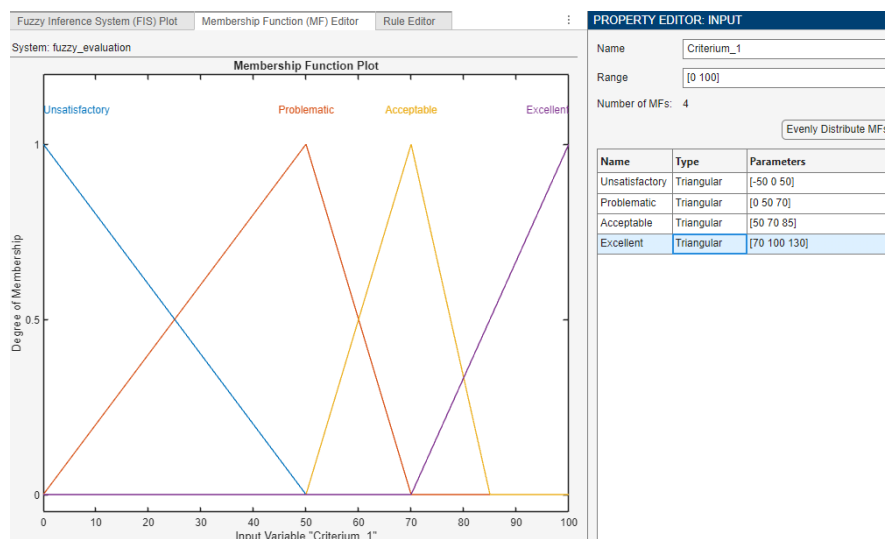 Fuzzy Inference System (FIS) Plot
Membership Function (MF) Editor
Rule Editor
System: fuzzy_evaluation
Membership Function Plot
Unsatisfactory
Problematic
Acceptable
Excellent
1
0.5
0
Degree of Membership
0 10 20 30 40 50 60 70 80 90 100
Input Variable "Criterium_1"
PROPERTY EDITOR: INPUT
Name Criterium_1
Range [0 100]
Number of MFs: 4
Evenly Distribute MFs
Name Type Parameters
Unsatisfactory Triangular [-50 0 50]
Problematic Triangular [0 50 70]
Acceptable Triangular [50 70 85]
Excellent Triangular [70 100 130]